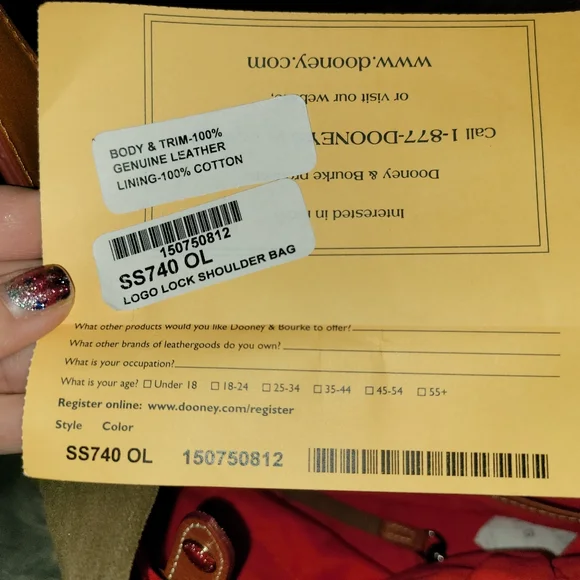 www.dooney.com
or visit our
Call 1-877-DOONEY
Dooney & Bourke
Interested in
BODY & TRIM-100%
GENUINE LEATHER
LINING-100% COTTON
150750812
SS740 OL
LOGO LOCK SHOULDER BAG
What other products would you like Dooney & Bourke to offer?
What other brands of leathergoods do you own?
What is your occupation?
What is your age? ☐ Under 18 ☐ 18-24 ☐ 25-34 ☐ 35-44 ☐ 45-54 ☐ 55+
Register online: www.dooney.com/register
Style Color
SS740 OL 150750812